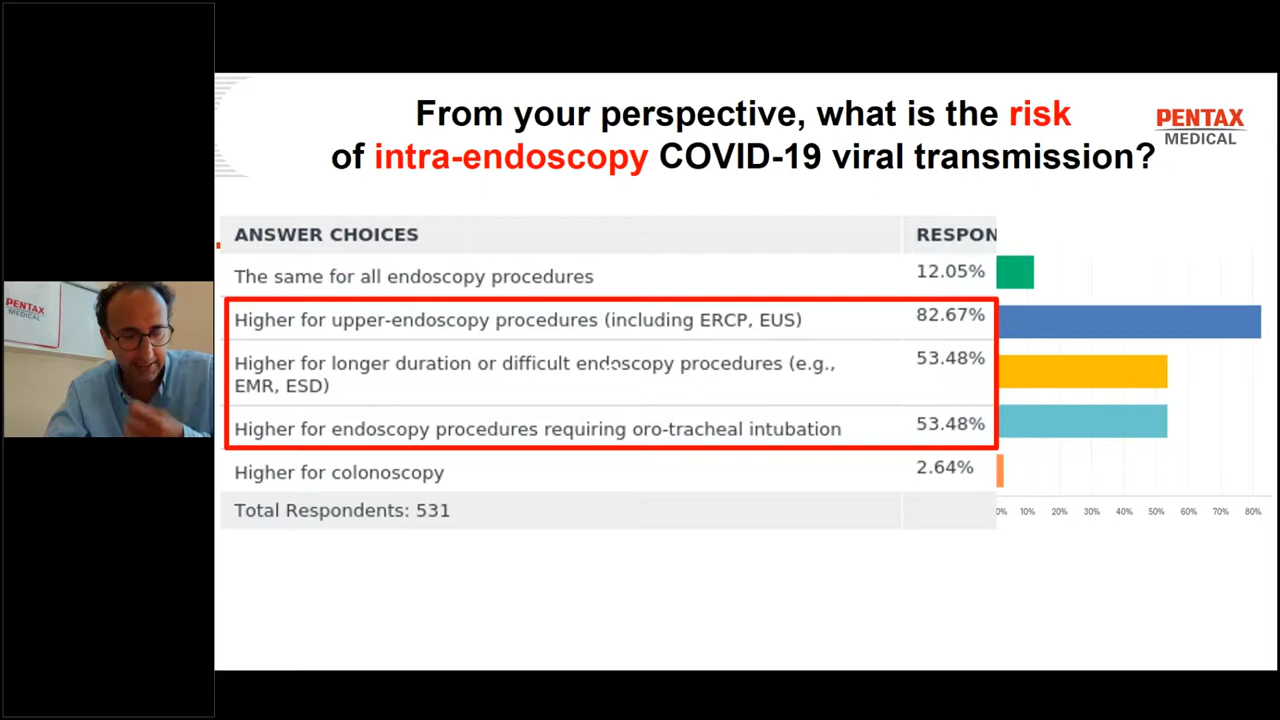 From your perspective, what is the risk
of intra-endoscopy COVID-19 viral transmission?
PENTAX
MEDICAL
ANSWER CHOICES
RESPON
The same for all endoscopy procedures
12.05%
Higher for upper-endoscopy procedures (including ERCP, EUS)
82.67%
Higher for longer duration or difficult endoscopy procedures (e.g.,
EMR, ESD)
53.48%
Higher for endoscopy procedures requiring oro-tracheal intubation
53.48%
Higher for colonoscopy
2.64%
Total Respondents: 531
0% 10% 20% 30% 40% 50% 60% 70% 80%
PENTAX
MEDICAL